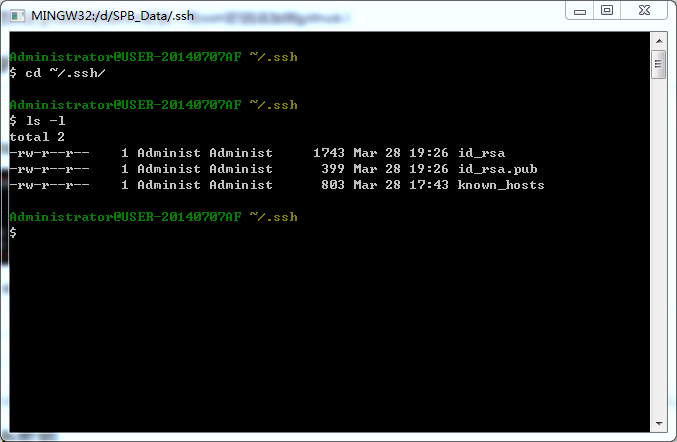 MINGW32:/d/SPB_Data/.ssh
Administrator@USER-20140707AF ~/.ssh
$ cd ~/.ssh/
Administrator@USER-20140707AF ~/.ssh
$ ls -l
total 2
-rw-r--r-- 1 Administ Administ 1743 Mar 28 19:26 id_rsa
-rw-r--r-- 1 Administ Administ 399 Mar 28 19:26 id_rsa.pub
-rw-r--r-- 1 Administ Administ 803 Mar 28 17:43 known_hosts
Administrator@USER-20140707AF ~/.ssh
$